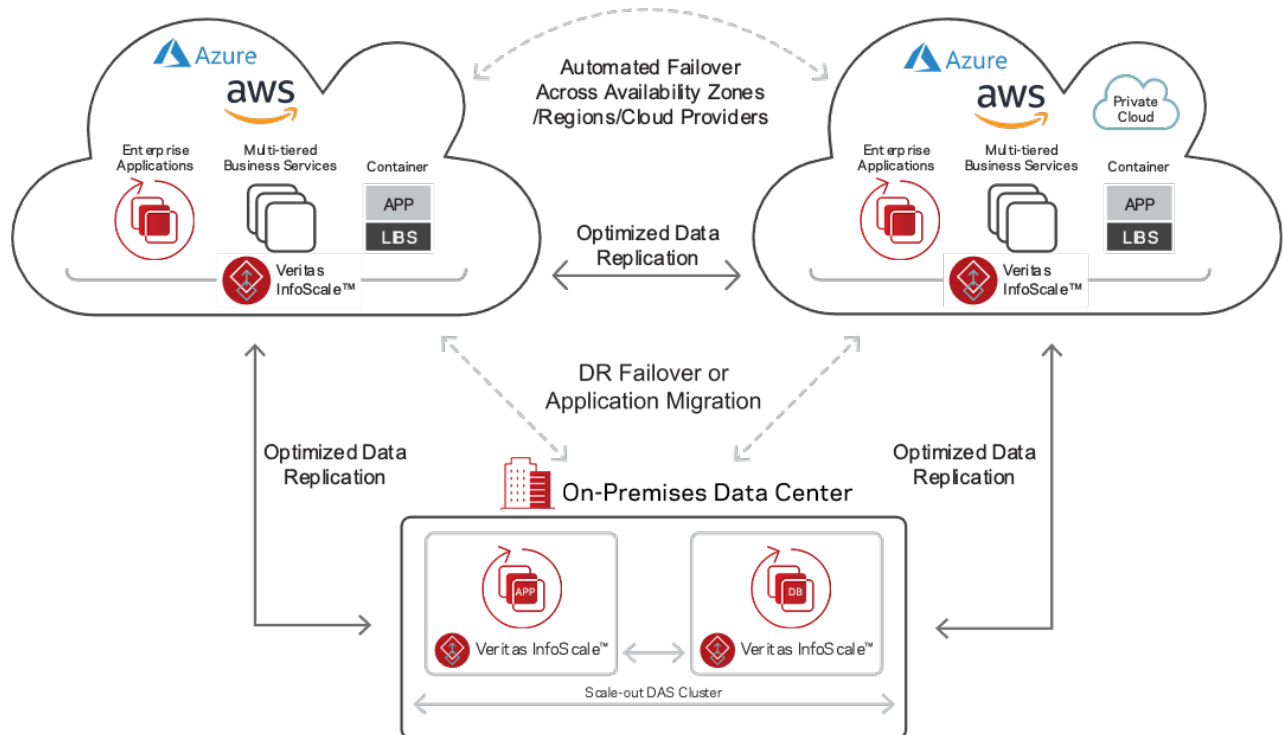 Azure
aws
Enterprise
Applications
Multi-tiered
Business Services
Container
APP
LIBS
Veritas
InfoScale™
Automated Failover
Across Availability Zones
/Regions/Cloud Providers
Optimized Data
Replication
Azure
aws
Private
Cloud
Enterprise
Applications
Multi-tiered
Business Services
Container
APP
LIBS
Veritas
InfoScale™
DR Failover or
Application Migration
Optimized Data
Replication
Optimized Data
Replication
On-Premises Data Center
APP
Veritas InfoScale™
DB
Veritas InfoScale™
Scale-out DAS Cluster